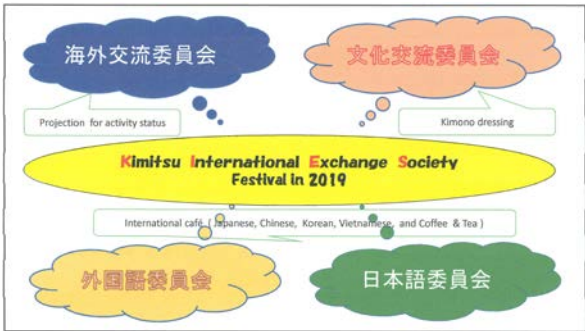 海外交流委員会
文化交流委員会
Projection for activity status
Kimono dressing
Kimitsu International Exchange Society
Festival in 2019
International café ( Japanese, Chinese, Korean, Vietnamese, and Coffee & Tea )
外国語委員会
日本語委員会